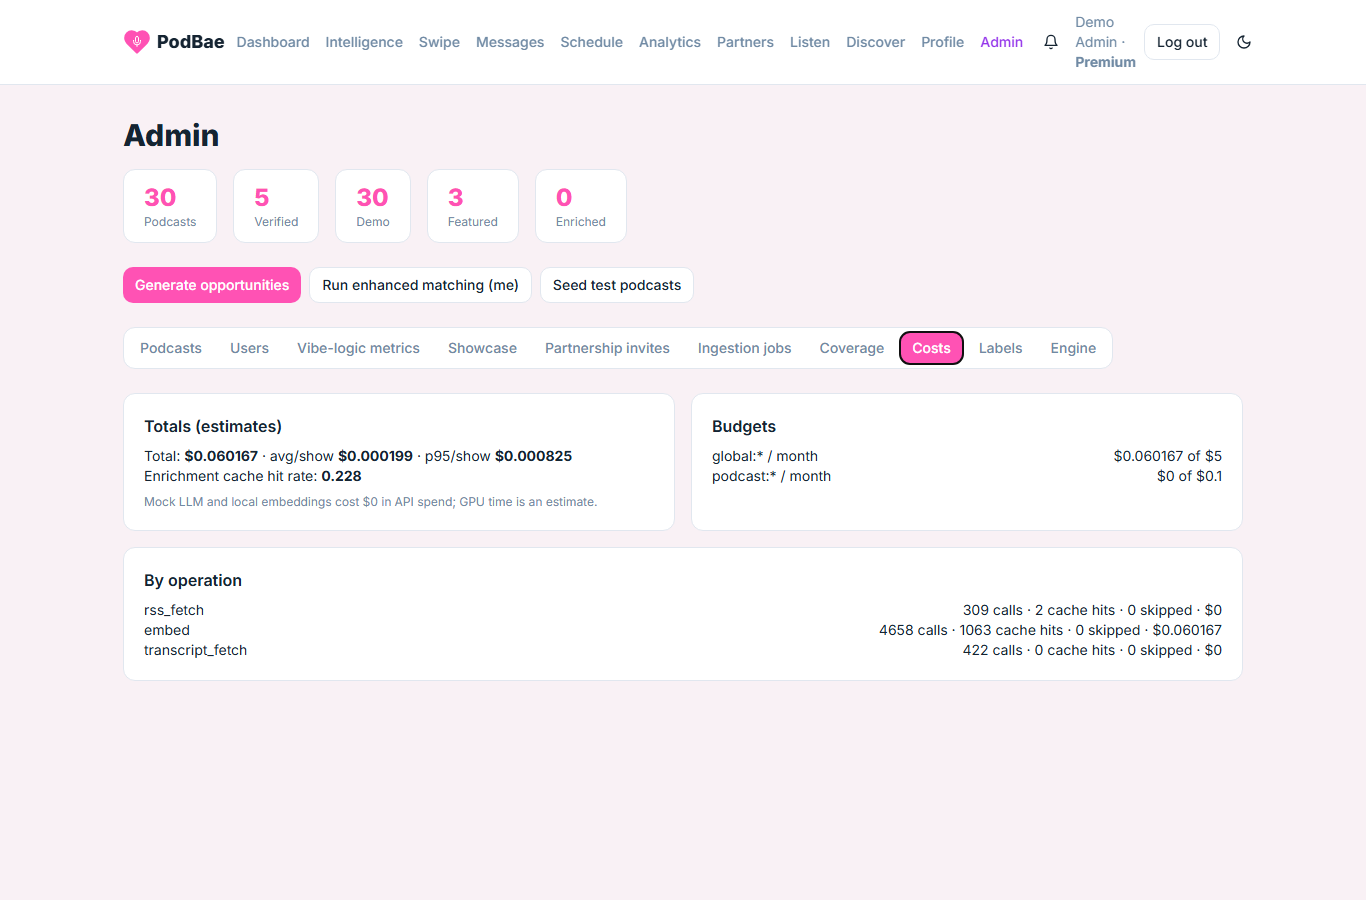 PodBae Dashboard Intelligence Swipe Messages Schedule Analytics Partners Listen Discover Profile Admin
Demo
Admin ·
Premium
Log out
Admin
30 5 30 3 0
Podcasts Verified Demo Featured Enriched
Generate opportunities Run enhanced matching (me) Seed test podcasts
Podcasts Users Vibe-logic metrics Showcase Partnership invites Ingestion jobs Coverage Costs Labels Engine
Totals (estimates)
Total: $0.060167 · avg/show $0.000199 · p95/show $0.000825
Enrichment cache hit rate: 0.228
Mock LLM and local embeddings cost $0 in API spend; GPU time is an estimate.
Budgets
global:* / month $0.060167 of $5
podcast:* / month $0 of $0.1
By operation
rss_fetch 309 calls · 2 cache hits · 0 skipped · $0
embed 4658 calls · 1063 cache hits · 0 skipped · $0.060167
transcript_fetch 422 calls · 0 cache hits · 0 skipped · $0